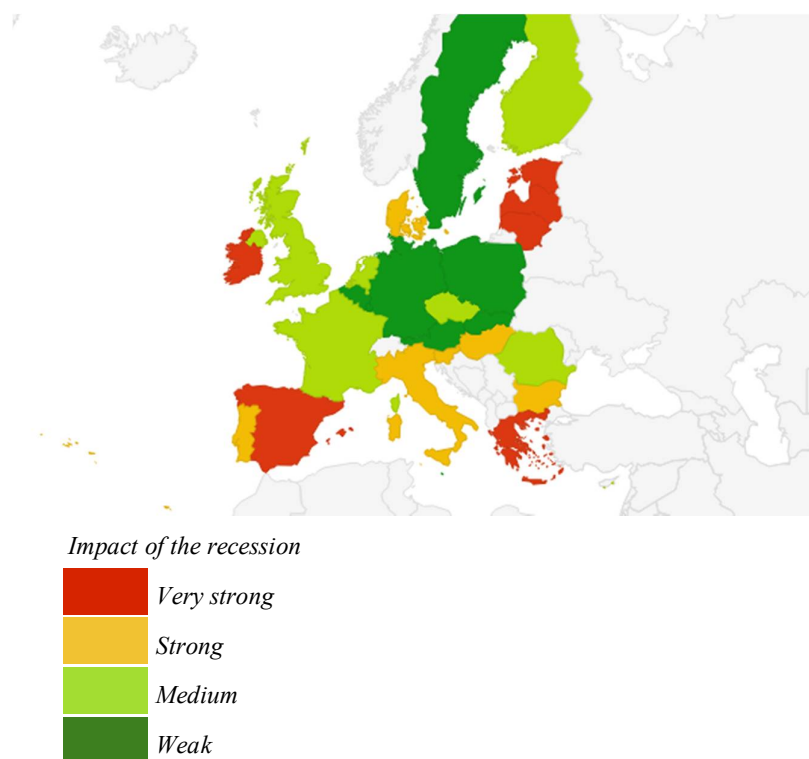 Impact of the recession
Very strong
Strong
Medium
Weak